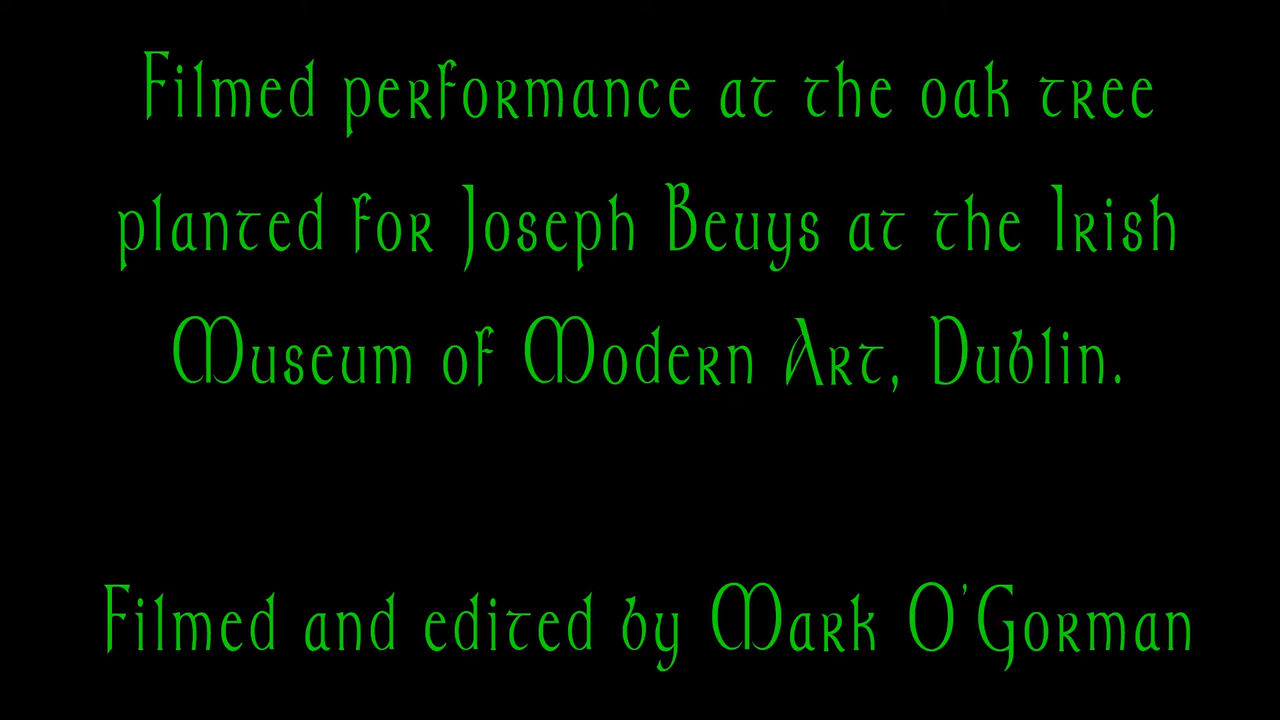 Filmed performance at the oak tree
planted for Joseph Beuys at the Irish
Museum of Modern Art, Dublin.
Filmed and edited by Mark O'Gorman